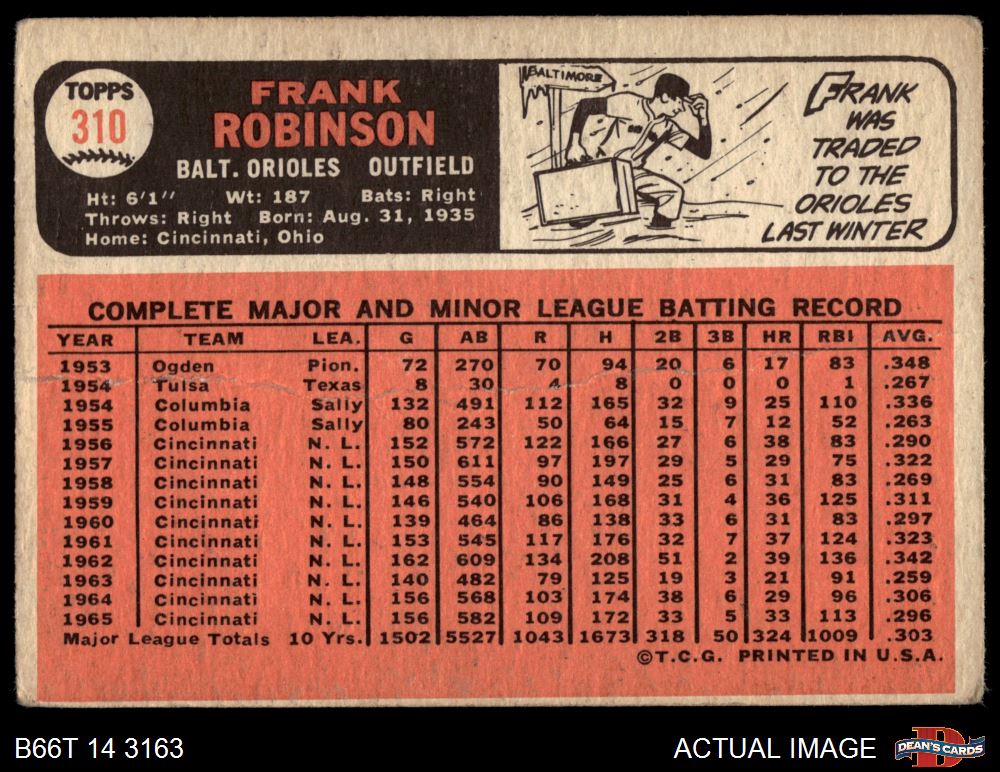 TOPPS
310
FRANK
ROBINSON
BALT. ORIOLES OUTFIELD
Ht: 6'1" Wt: 187 Bats: Right
Throws: Right Born: Aug. 31, 1935
Home: Cincinnati, Ohio
BALTIMORE
FRANK
WAS
TRADED
TO THE
ORIOLES
LAST WINTER
COMPLETE MAJOR AND MINOR LEAGUE BATTING RECORD
YEAR TEAM LEA. G AB R H 2B 3B HR RBI AVG.
1953 Ogden Pion. 72 270 70 94 20 6 17 83 .348
1954 Tulsa Texas 8 30 4 8 0 0 0 1 .267
1954 Columbia Sally 132 491 112 165 32 9 25 110 .336
1955 Columbia Sally 80 243 50 64 15 7 12 52 .263
1956 Cincinnati N. L. 152 572 122 166 27 6 38 83 .290
1957 Cincinnati N. L. 150 611 97 197 29 5 29 75 .322
1958 Cincinnati N. L. 148 554 90 149 25 6 31 83 .269
1959 Cincinnati N. L. 146 540 106 168 31 4 36 125 .311
1960 Cincinnati N. L. 139 464 86 138 33 6 31 83 .297
1961 Cincinnati N. L. 153 545 117 176 32 7 37 124 .323
1962 Cincinnati N. L. 162 609 134 208 51 2 39 136 .342
1963 Cincinnati N. L. 140 482 79 125 19 3 21 91 .259
1964 Cincinnati N. L. 156 568 103 174 38 6 29 96 .306
1965 Cincinnati N. L. 156 582 109 172 33 5 33 113 .296
Major League Totals 10 Yrs. 1502 5527 1043 1673 318 50 324 1009 .303
©T.C.G. PRINTED IN U.S.A.
B66T 14 3163 ACTUAL IMAGE
D
DEAN'S CARDS